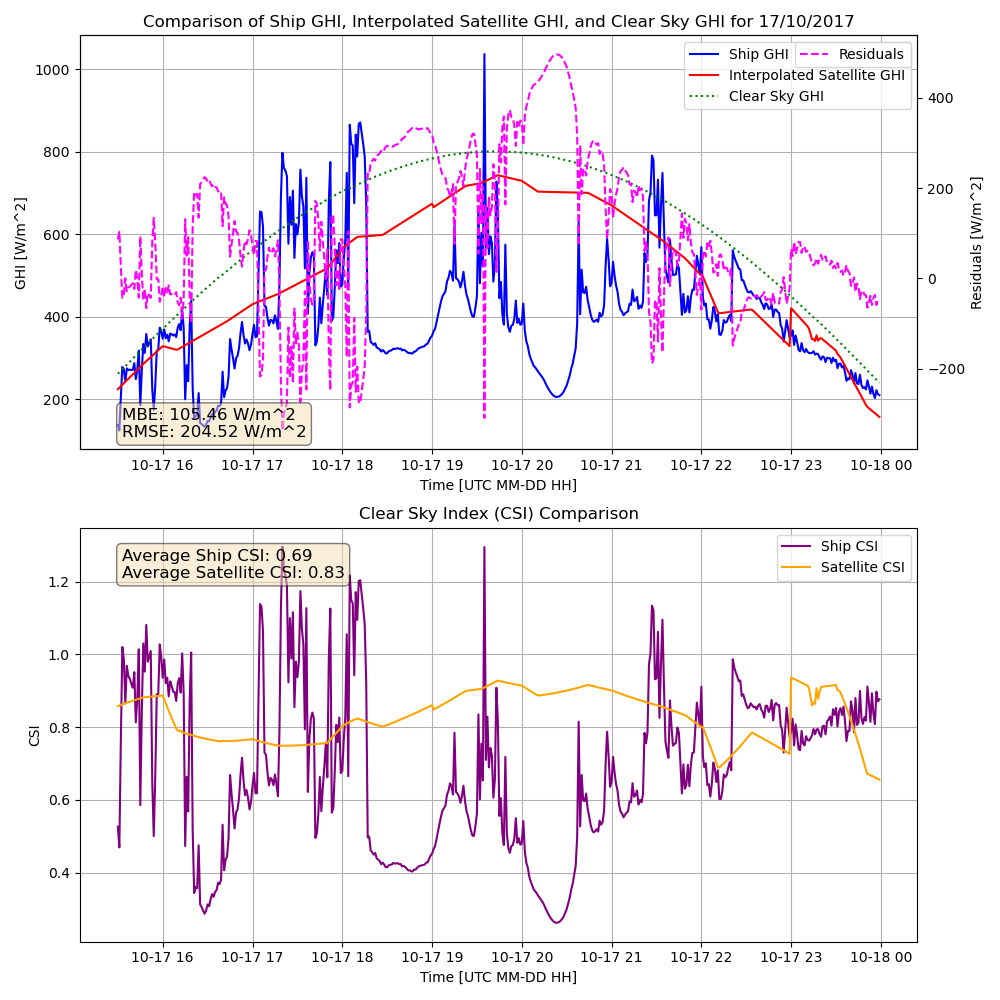 Comparison of Ship GHI, Interpolated Satellite GHI, and Clear Sky GHI for 17/10/2017
GHI [W/m^2]
1000
800
600
400
200
Ship GHI
Interpolated Satellite GHI
Clear Sky GHI
Residuals
400
200
0
−200
Residuals [W/m^2]
MBE: 105.46 W/m^2
RMSE: 204.52 W/m^2
10-17 16 10-17 17 10-17 18 10-17 19 10-17 20 10-17 21 10-17 22 10-17 23 10-18 00
Time [UTC MM-DD HH]
Clear Sky Index (CSI) Comparison
CSI
1.2
1.0
0.8
0.6
0.4
Average Ship CSI: 0.69
Average Satellite CSI: 0.83
Ship CSI
Satellite CSI
10-17 16 10-17 17 10-17 18 10-17 19 10-17 20 10-17 21 10-17 22 10-17 23 10-18 00
Time [UTC MM-DD HH]